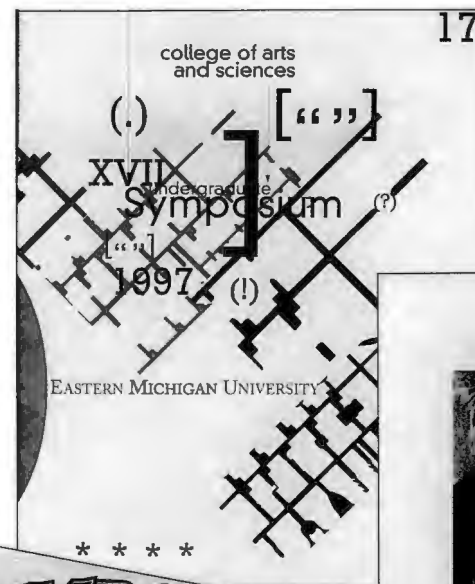 17
college of arts
and sciences
(.)
[“ ”]
]
XVII
Undergraduate
Symposium
(?)
[“ ”]
1997
(!)
EASTERN MICHIGAN UNIVERSITY
* * * *